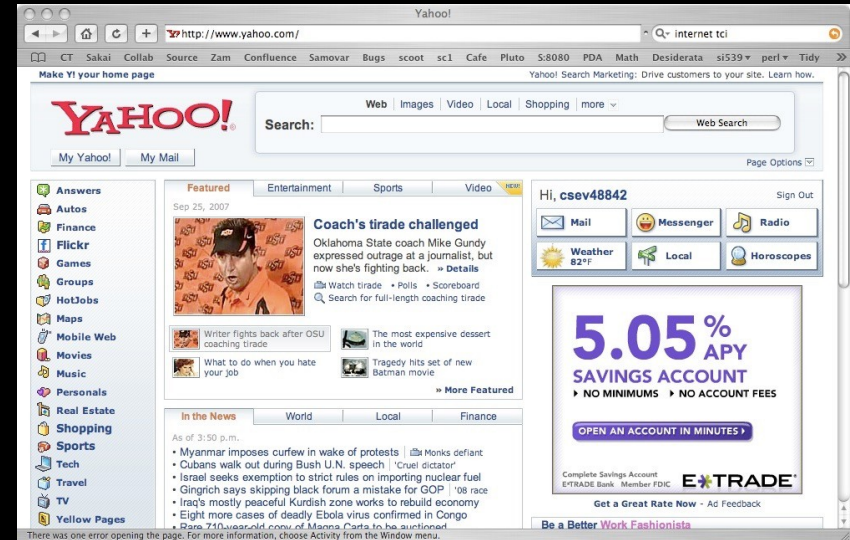 Yahoo!
http://www.yahoo.com/
internet tci
CT Sakai Collab Source Zam Confluence Samovar Bugs scoot sc1 Cafe Pluto S:8080 PDA Math Desiderata si539 perl Tidy »
Make Y! your home page
Yahoo! Search Marketing: Drive customers to your site. Learn how.
YAHOO!
Web | Images | Video | Local | Shopping | more
Search:
Web Search
My Yahoo!
My Mail
Page Options
Answers
Autos
Finance
Flickr
Games
Groups
HotJobs
Maps
Mobile Web
Movies
Music
Personals
Real Estate
Shopping
Sports
Tech
Travel
TV
Yellow Pages
Featured
Entertainment
Sports
Video
NEW!
Sep 25, 2007
Coach's tirade challenged
Oklahoma State coach Mike Gundy
expressed outrage at a journalist, but
now she's fighting back. » Details
Watch tirade • Polls • Scoreboard
Search for full-length coaching tirade
Writer fights back after OSU
coaching tirade
The most expensive dessert
in the world
What to do when you hate
your job
Tragedy hits set of new
Batman movie
» More Featured
In the News
World
Local
Finance
As of 3:50 p.m.
• Myanmar imposes curfew in wake of protests | Monks defiant
• Cubans walk out during Bush U.N. speech | 'Cruel dictator'
• Israel seeks exemption to strict rules on importing nuclear fuel
• Gingrich says skipping black forum a mistake for GOP | '08 race
• Iraq's mostly peaceful Kurdish zone works to rebuild economy
• Eight more cases of deadly Ebola virus confirmed in Congo
• Rare 710-year-old copy of Magna Carta to be auctioned
Hi, csev48842
Sign Out
Mail
Messenger
Radio
Weather
82°F
Local
Horoscopes
5.05% APY
SAVINGS ACCOUNT
NO MINIMUMS NO ACCOUNT FEES
OPEN AN ACCOUNT IN MINUTES
Complete Savings Account
E*TRADE Bank Member FDIC
E*TRADE
Get a Great Rate Now - Ad Feedback
Be a Better Work Fashionista
There was one error opening the page. For more information, choose Activity from the Window menu.